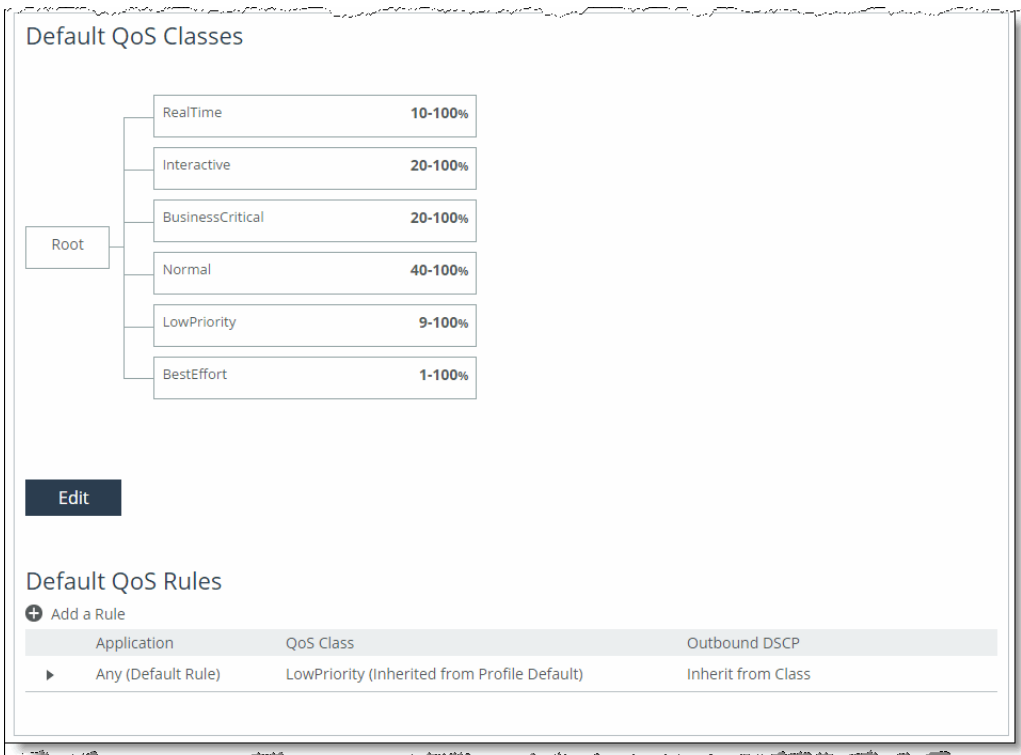 Default QoS Classes
RealTime 10-100%
Interactive 20-100%
BusinessCritical 20-100%
Root
Normal 40-100%
LowPriority 9-100%
BestEffort 1-100%
Edit
Default QoS Rules
Add a Rule
Application QoS Class Outbound DSCP
Any (Default Rule) LowPriority (Inherited from Profile Default) Inherit from Class